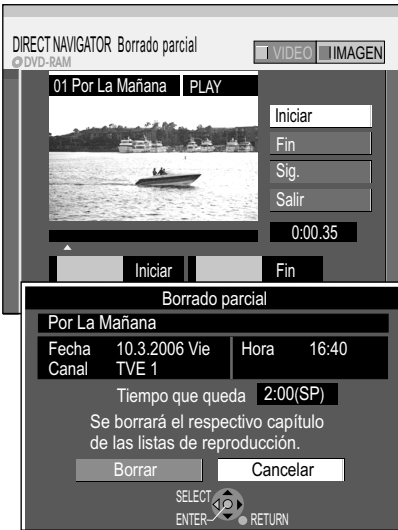 DIRECT NAVIGATOR Borrado parcial
DVD-RAM
VIDEO IMAGEN
01 Por La Mañana PLAY
Iniciar
Fin
Sig.
Salir
0:00.35
Iniciar Fin
Borrado parcial
Por La Mañana
Fecha 10.3.2006 Vie Hora 16:40
Canal TVE 1
Tiempo que queda 2:00(SP)
Se borrará el respectivo capítulo
de las listas de reproducción.
Borrar Cancelar
SELECT
ENTER RETURN